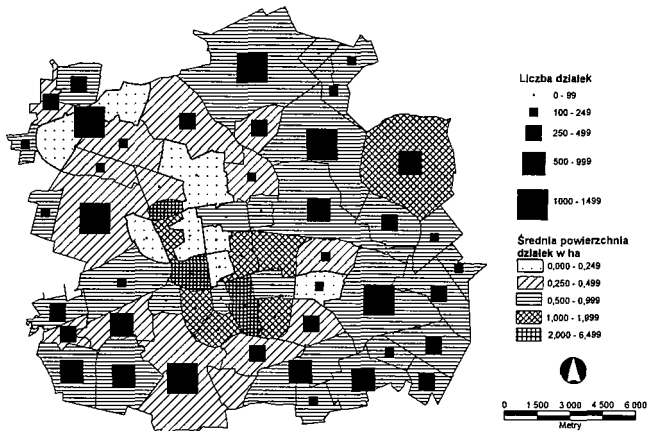 Liczba działek
0 - 99
100 - 249
250 - 499
500 - 999
1000 - 1499
Średnia powierzchnia
działek w ha
0,000 - 0,249
0,250 - 0,499
0,500 - 0,999
1,000 - 1,999
2,000 - 6,499
0 1 500 3 000 4 500 6 000
Metry